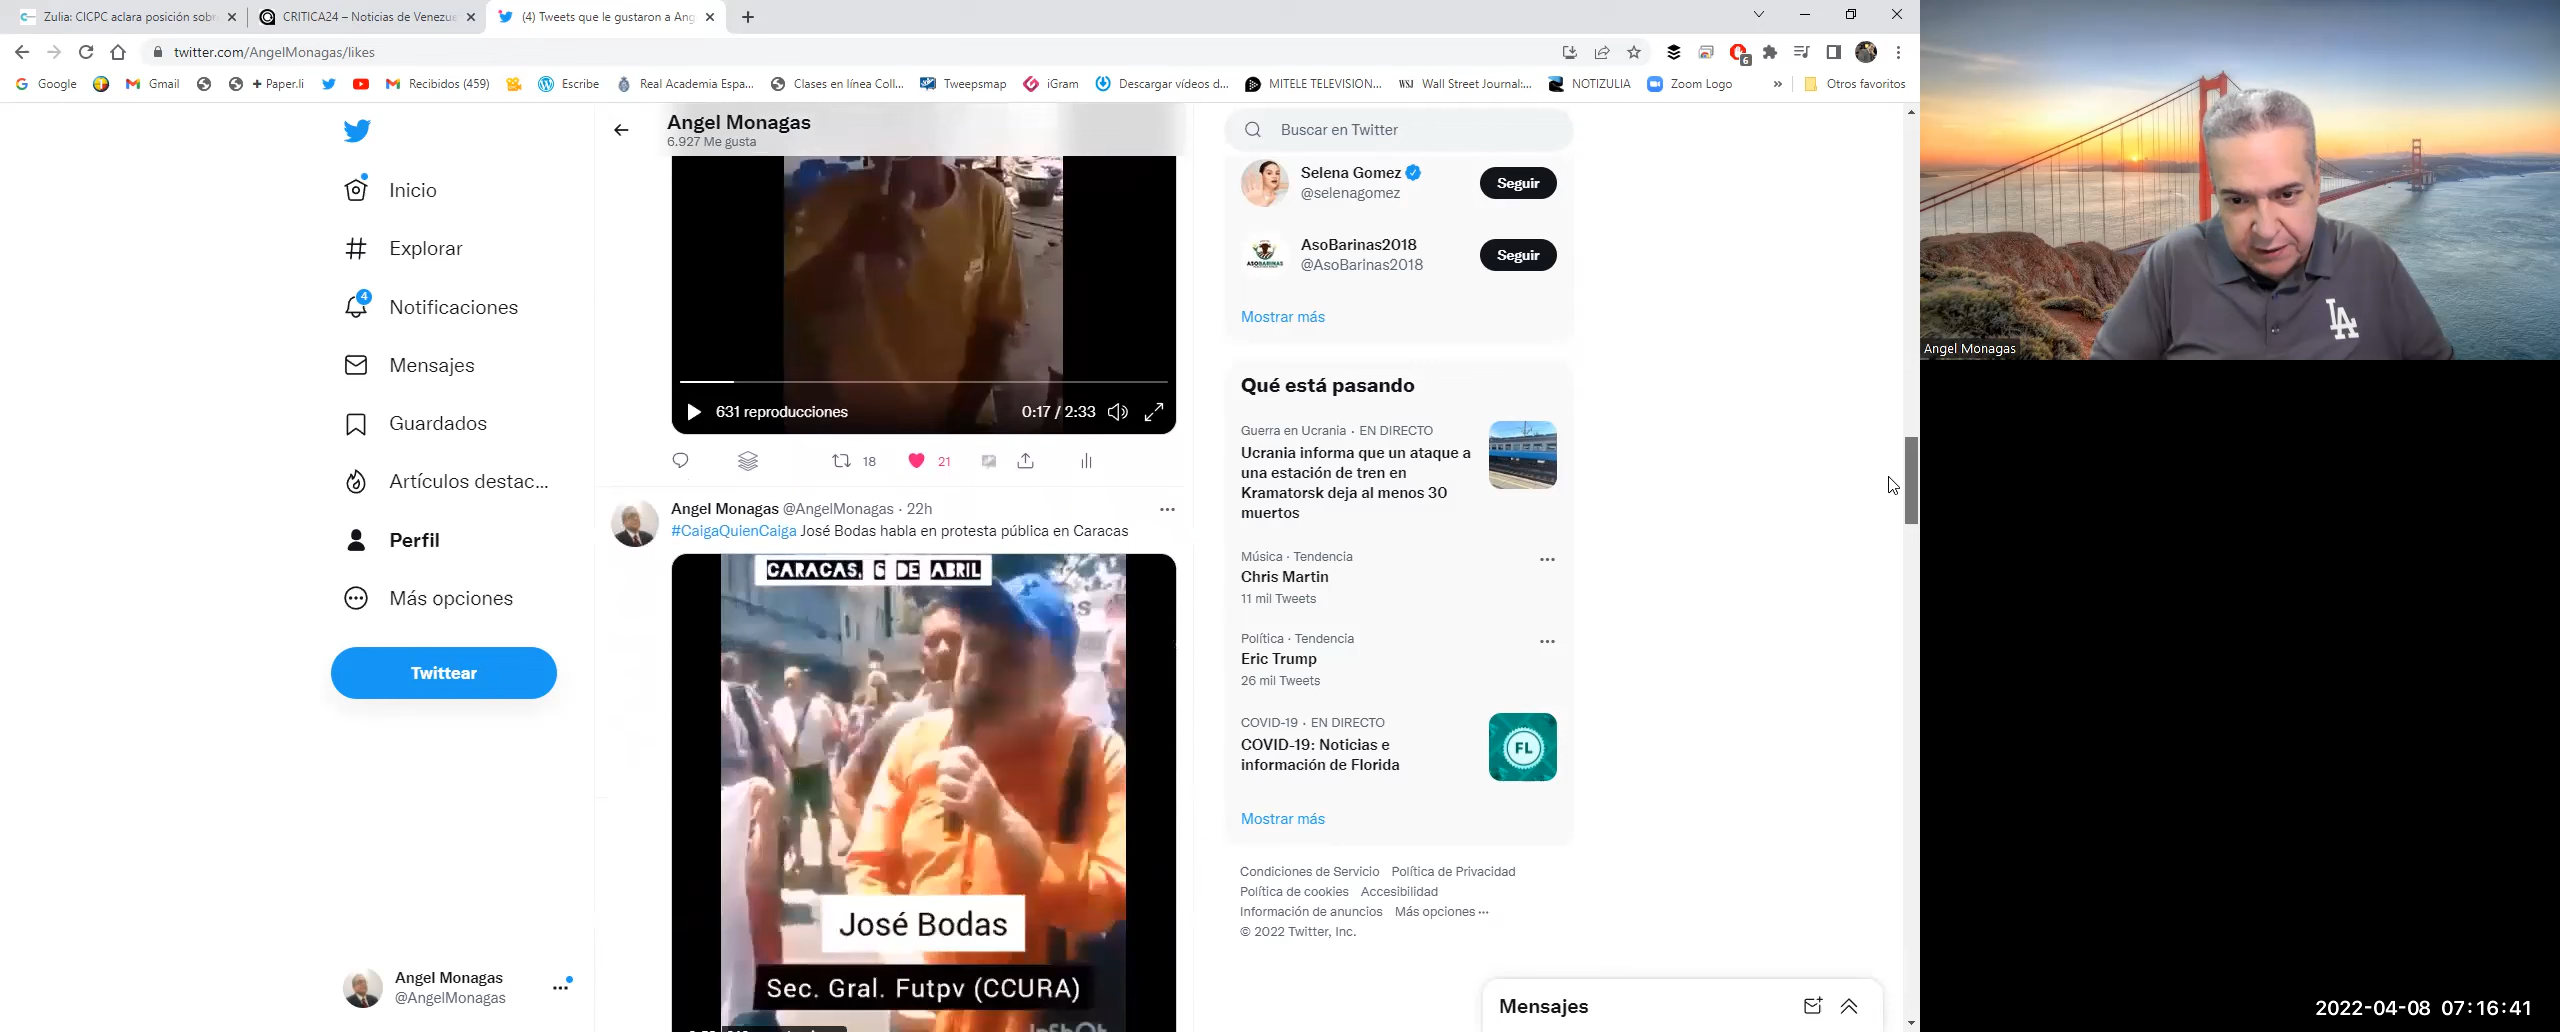 Zulia: CICPC aclara posición sobr
CRITICA24 – Noticias de Venezue
(4) Tweets que le gustaron a Ang
twitter.com/AngelMonagas/likes
6
Google
Gmail
+ Paper.li
Recibidos (459)
Escribe
Real Academia Espa...
Clases en línea Coll...
Tweepsmap
iGram
Descargar vídeos d...
MITELE TELEVISION...
WSJ
Wall Street Journal:...
NOTIZULIA
Zoom Logo
»
Otros favoritos
Inicio
Explorar
4
Notificaciones
Mensajes
Guardados
Artículos destac...
Perfil
Más opciones
Twittear
Angel Monagas
@AngelMonagas
Angel Monagas
6.927 Me gusta
631 reproducciones
0:17 / 2:33
18
21
Angel Monagas @AngelMonagas · 22h
#CaigaQuienCaiga José Bodas habla en protesta pública en Caracas
CARACAS, 6 DE ABRIL
José Bodas
Sec. Gral. Futpv (CCURA)
InShOt
Buscar en Twitter
Selena Gomez
@selenagomez
Seguir
AsoBarinas2018
@AsoBarinas2018
Seguir
ASOBARINAS
Mostrar más
Qué está pasando
Guerra en Ucrania · EN DIRECTO
Ucrania informa que un ataque a
una estación de tren en
Kramatorsk deja al menos 30
muertos
Música · Tendencia
Chris Martin
11 mil Tweets
Política · Tendencia
Eric Trump
26 mil Tweets
COVID-19 · EN DIRECTO
COVID-19: Noticias e
información de Florida
FL
Mostrar más
Condiciones de Servicio Política de Privacidad
Política de cookies Accesibilidad
Información de anuncios Más opciones ···
© 2022 Twitter, Inc.
Mensajes
LA
Angel Monagas
2022-04-08 07:16:41